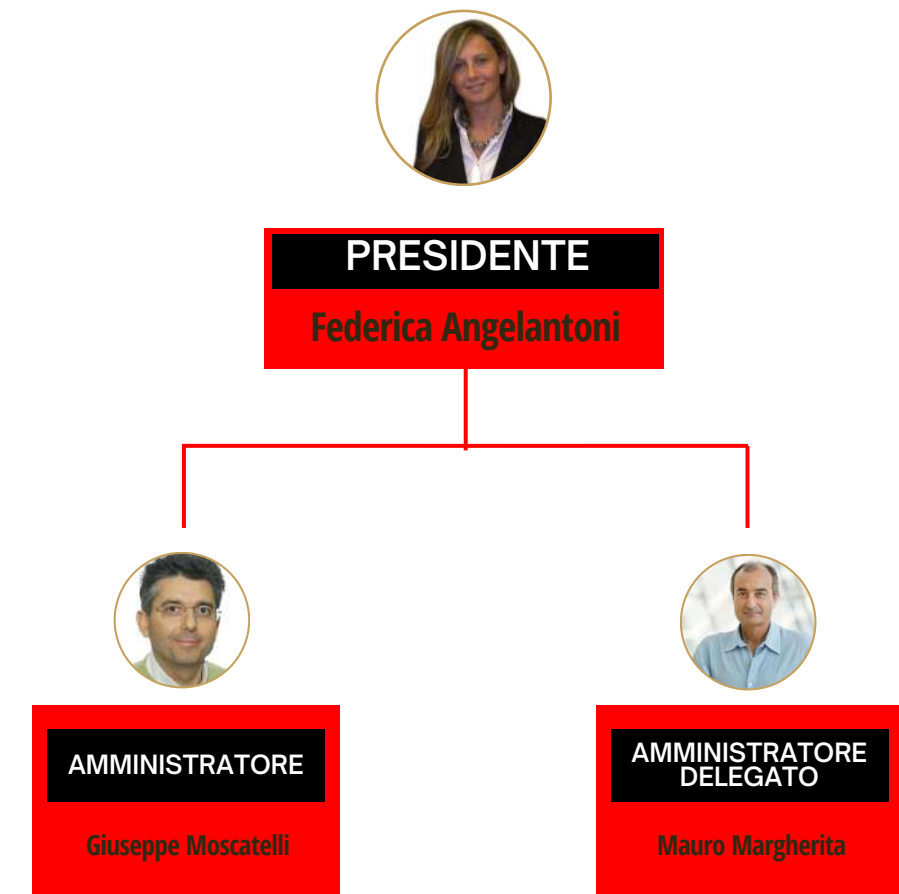 PRESIDENTE
Federica Angelantoni
AMMINISTRATORE
Giuseppe Moscatelli
AMMINISTRATORE
DELEGATO
Mauro Margherita